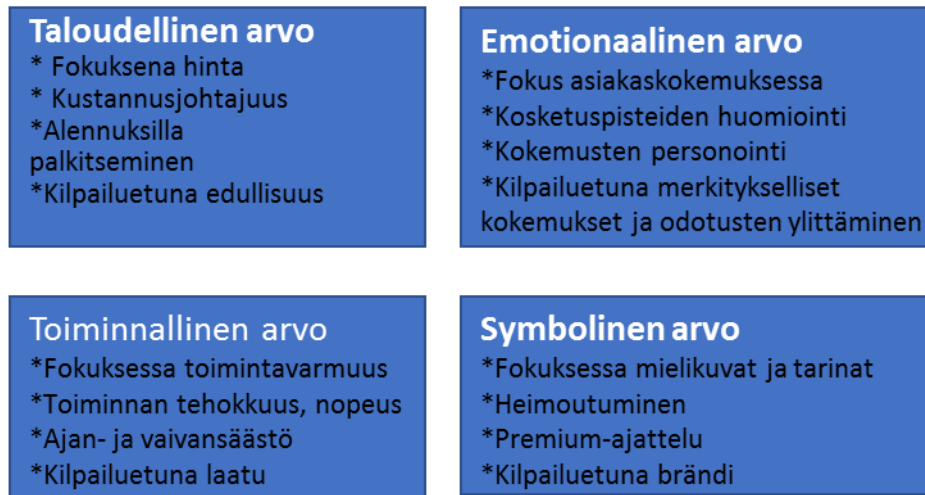 Taloudellinen arvo
* Fokuksena hinta
* Kustannusjohtajuus
*Alennuksilla
palkitseminen
*Kilpailuetuna edullisuus
Emotionaalinen arvo
*Fokus asiakaskokemuksessa
*Kosketuspisteiden huomiointi
*Kokemusten personointi
*Kilpailuetuna merkitykselliset
kokemukset ja odotusten ylittäminen
Toiminnallinen arvo
*Fokuksessa toimintavarmuus
*Toiminnan tehokkuus, nopeus
*Ajan- ja vaivansäästö
*Kilpailuetuna laatu
Symbolinen arvo
*Fokuksessa mielikuvat ja tarinat
*Heimoutuminen
*Premium-ajattelu
*Kilpailuetuna brändi